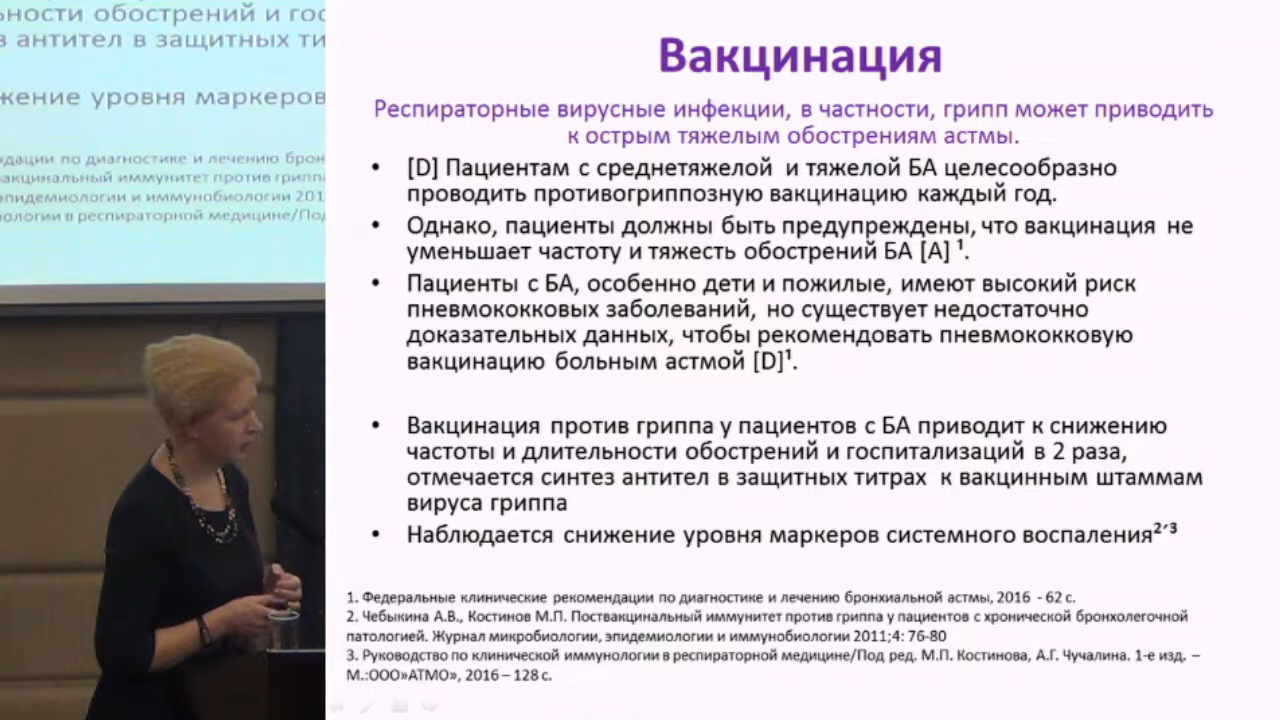 ьности обострений и гос
з антител в защитных ти
жение уровня маркеров
ндации по диагностике и лечению брон
акцинальный иммунитет против гриппа
эпидемиологии и иммунобиологии 201
ологии в респираторной медицине/Под
Вакцинация
Респираторные вирусные инфекции, в частности, грипп может приводить
к острым тяжелым обострениям астмы.
• [D] Пациентам с среднетяжелой и тяжелой БА целесообразно
проводить противогриппозную вакцинацию каждый год.
• Однако, пациенты должны быть предупреждены, что вакцинация не
уменьшает частоту и тяжесть обострений БА [A] ¹.
• Пациенты с БА, особенно дети и пожилые, имеют высокий риск
пневмококковых заболеваний, но существует недостаточно
доказательных данных, чтобы рекомендовать пневмококковую
вакцинацию больным астмой [D]¹.
• Вакцинация против гриппа у пациентов с БА приводит к снижению
частоты и длительности обострений и госпитализаций в 2 раза,
отмечается синтез антител в защитных титрах к вакцинным штаммам
вируса гриппа
• Наблюдается снижение уровня маркеров системного воспаления²′³
1. Федеральные клинические рекомендации по диагностике и лечению бронхиальной астмы, 2016 - 62 с.
2. Чебыкина А.В., Костинов М.П. Поствакцинальный иммунитет против гриппа у пациентов с хронической бронхолегочной
патологией. Журнал микробиологии, эпидемиологии и иммунобиологии 2011;4: 76-80
3. Руководство по клинической иммунологии в респираторной медицине/Под ред. М.П. Костинова, А.Г. Чучалина. 1-е изд. –
М.:ООО»АТМО», 2016 – 128 с.